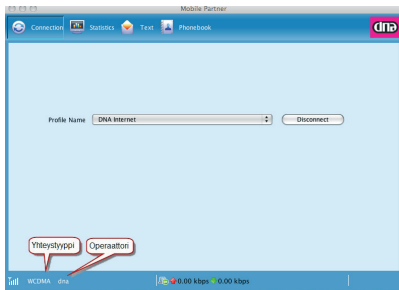 Mobile Partner
Connection Statistics Text Phonebook
dna
Profile Name DNA Internet Disconnect
Yhteystyyppi Operaattori
WCDMA dna 0.00 kbps 0.00 kbps